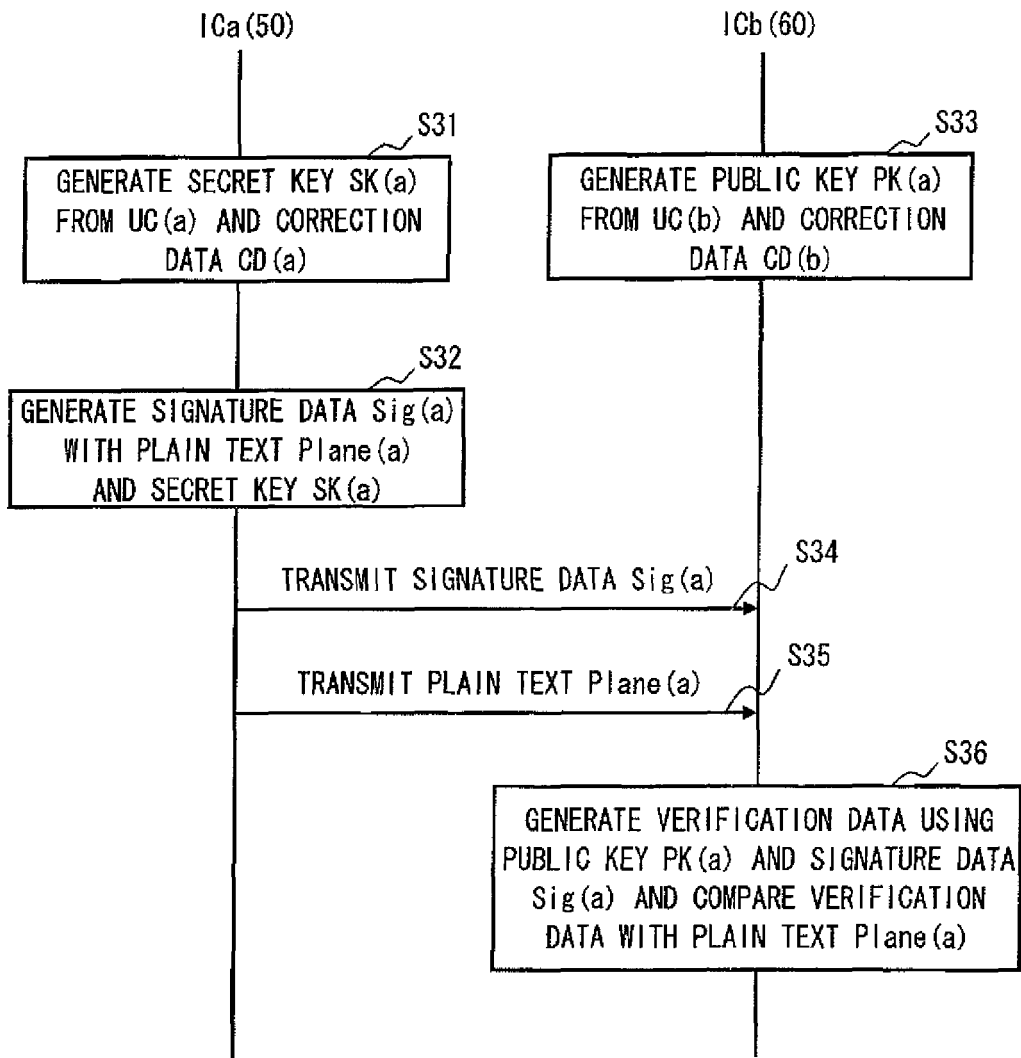 ICa(50)
ICb(60)
S31
GENERATE SECRET KEY SK(a)
FROM UC(a) AND CORRECTION
DATA CD(a)
S33
GENERATE PUBLIC KEY PK(a)
FROM UC(b) AND CORRECTION
DATA CD(b)
S32
GENERATE SIGNATURE DATA Sig(a)
WITH PLAIN TEXT Plane(a)
AND SECRET KEY SK(a)
S34
TRANSMIT SIGNATURE DATA Sig(a)
S35
TRANSMIT PLAIN TEXT Plane(a)
S36
GENERATE VERIFICATION DATA USING
PUBLIC KEY PK(a) AND SIGNATURE DATA
Sig(a) AND COMPARE VERIFICATION
DATA WITH PLAIN TEXT Plane(a)